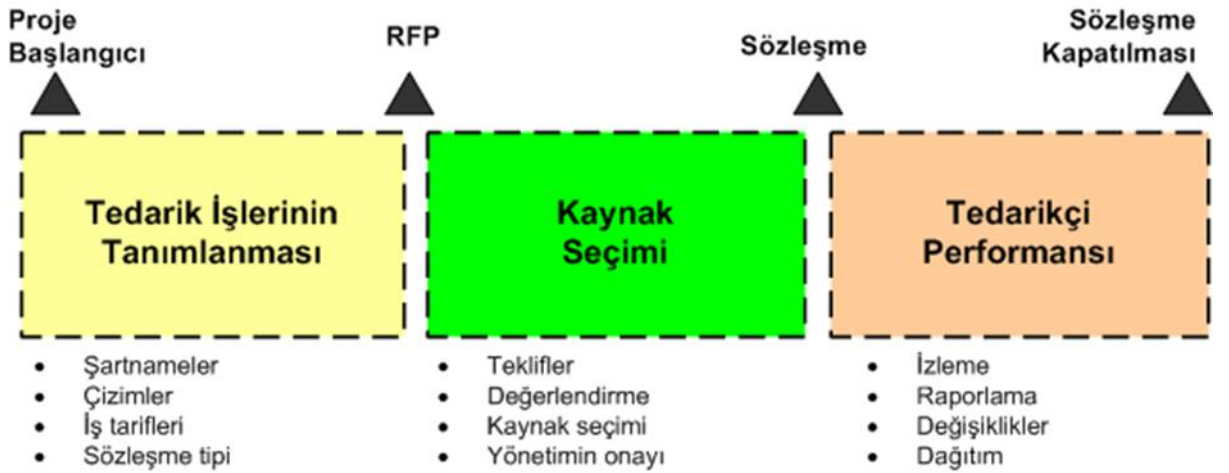 Proje
Başlangıcı
RFP
Sözleşme
Sözleşme
Kapatılması
Tedarik İşlerinin
Tanımlanması
Kaynak
Seçimi
Tedarikçi
Performansı
• Şartnameler
• Çizimler
• İş tarifleri
• Sözleşme tipi
• Teklifler
• Değerlendirme
• Kaynak seçimi
• Yönetimin onayı
• İzleme
• Raporlama
• Değişiklikler
• Dağıtım